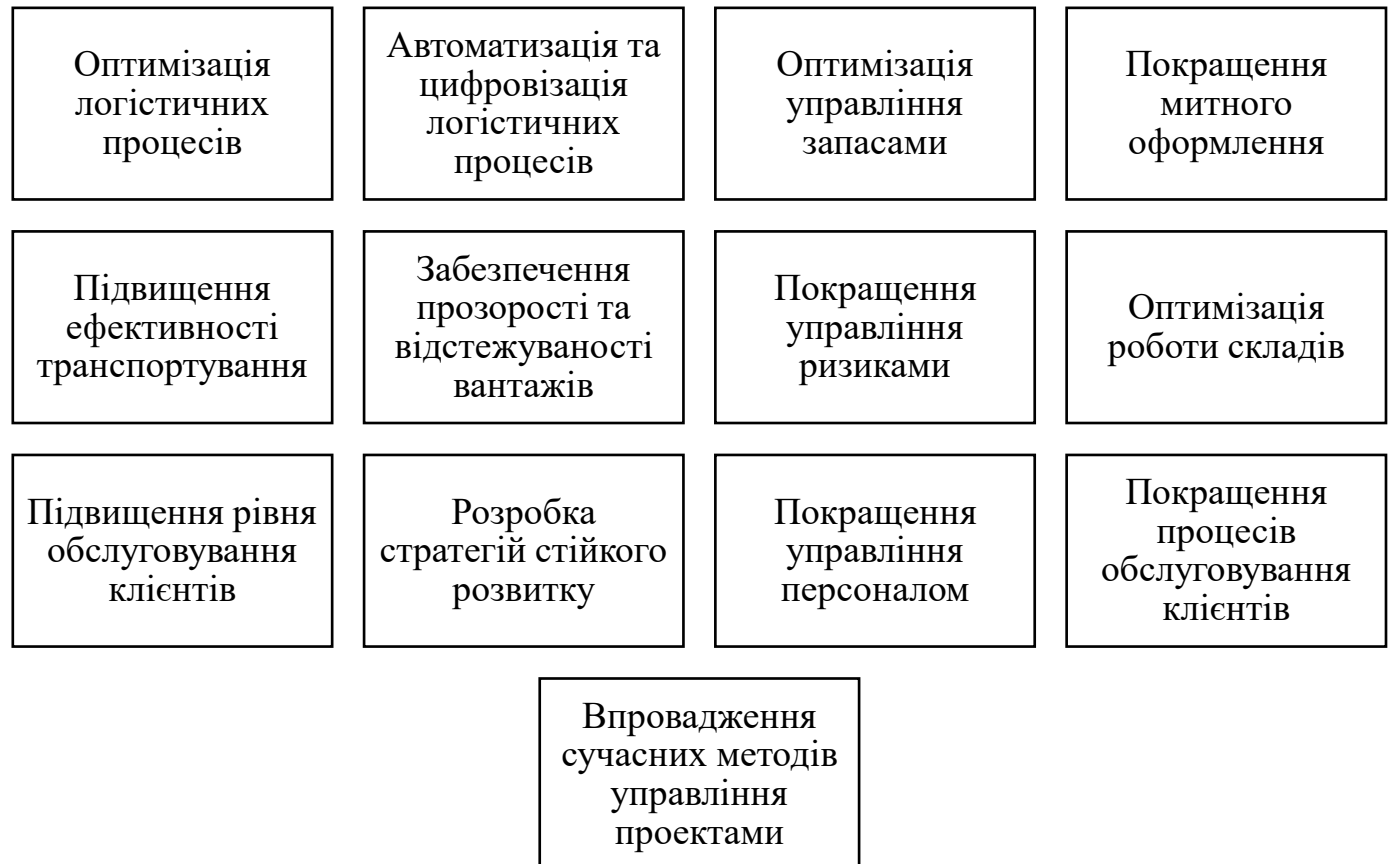 Оптимізація
логістичних
процесів
Автоматизація та
цифровізація
логістичних
процесів
Оптимізація
управління
запасами
Покращення
митного
оформлення
Підвищення
ефективності
транспортування
Забезпечення
прозорості та
відстежуваності
вантажів
Покращення
управління
ризиками
Оптимізація
роботи складів
Підвищення рівня
обслуговування
клієнтів
Розробка
стратегій стійкого
розвитку
Покращення
управління
персоналом
Покращення
процесів
обслуговування
клієнтів
Впровадження
сучасних методів
управління
проектами